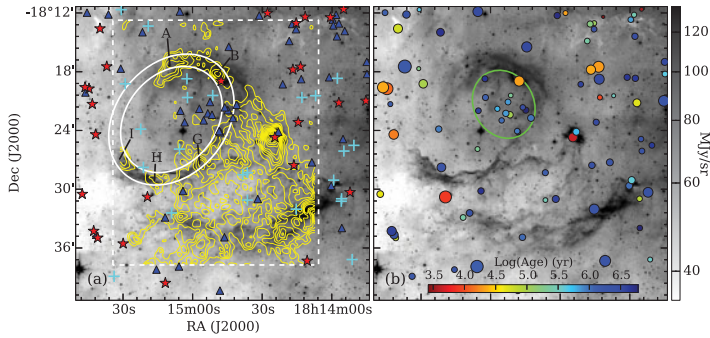 -18°12'
18'
24'
30'
36'
Dec (J2000)
A
B
I
G
H
(a)
30s
15m00s
30s
18h14m00s
RA (J2000)
(b)
Log(Age) (yr)
3.5 4.0 4.5 5.0 5.5 6.0 6.5
120
100
80
60
40
MJy/sr